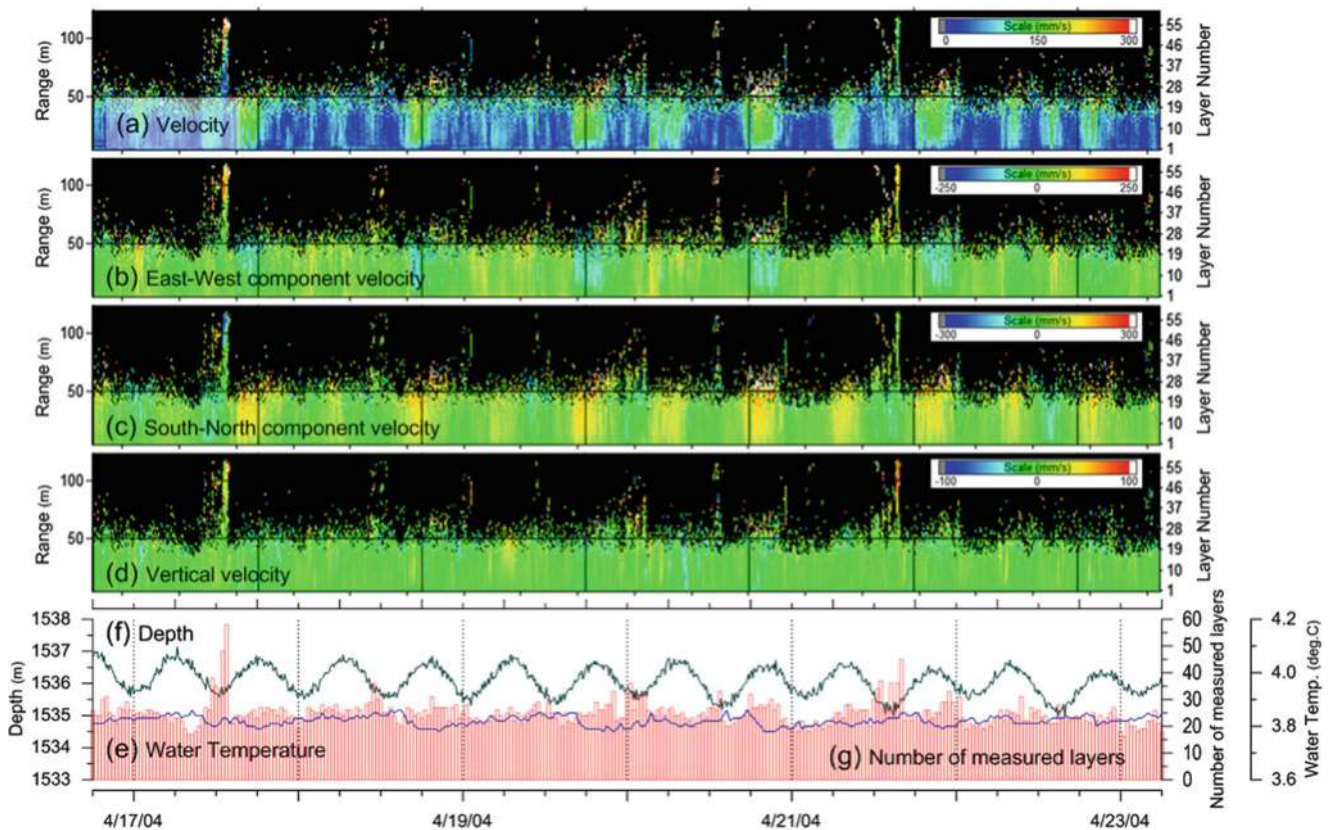 Range (m)
100
50
(a) Velocity
Scale (mm/s)
0 150 300
55
46
37
28
19
10
1
Layer Number
Range (m)
100
50
(b) East-West component velocity
Scale (mm/s)
-250 0 250
55
46
37
28
19
10
1
Layer Number
Range (m)
100
50
(c) South-North component velocity
Scale (mm/s)
-300 0 300
55
46
37
28
19
10
1
Layer Number
Range (m)
100
50
(d) Vertical velocity
Scale (mm/s)
-100 0 100
55
46
37
28
19
10
1
Layer Number
Depth (m)
1538
1537
1536
1535
1534
1533
(f) Depth
(e) Water Temperature
(g) Number of measured layers
60
50
40
30
20
10
0
Number of measured layers
4.2
4.0
3.8
3.6
Water Temp. (deg.C)
4/17/04 4/19/04 4/21/04 4/23/04